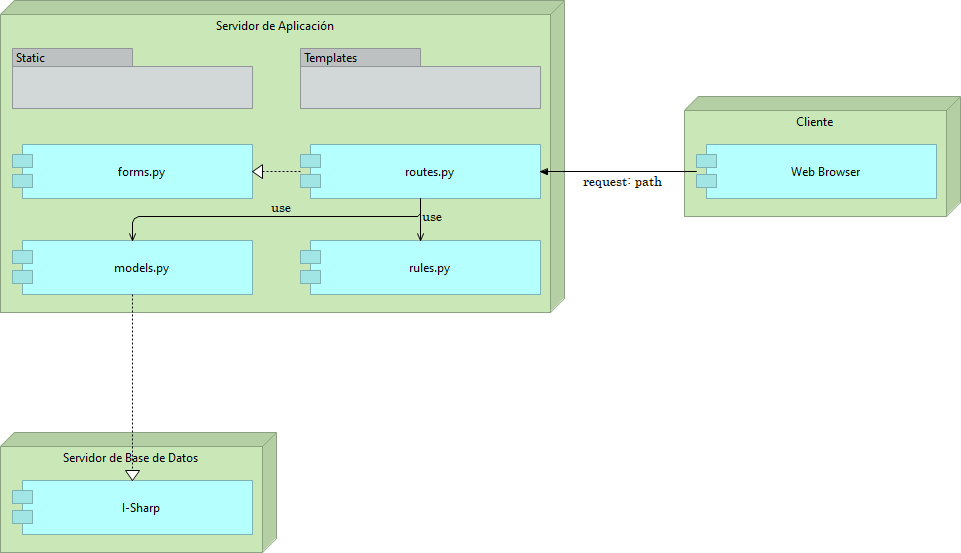 Servidor de Aplicación
Static
Templates
Cliente
forms.py
routes.py
Web Browser
request: path
use
use
models.py
rules.py
Servidor de Base de Datos
I-Sharp